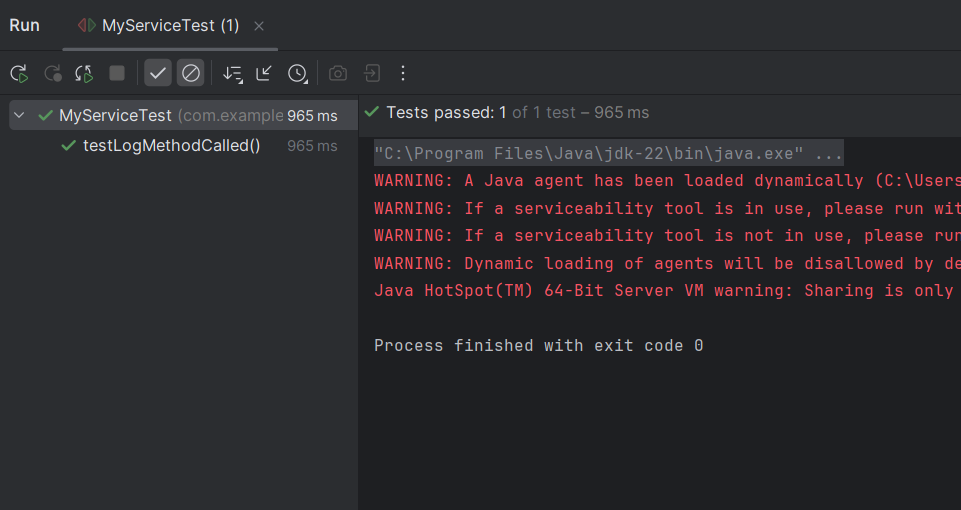 Run MyServiceTest (1)
MyServiceTest (com.example 965 ms
testLogMethodCalled() 965 ms
Tests passed: 1 of 1 test – 965 ms
"C:\Program Files\Java\jdk-22\bin\java.exe" ...
WARNING: A Java agent has been loaded dynamically (C:\Users
WARNING: If a serviceability tool is in use, please run wit
WARNING: If a serviceability tool is not in use, please run
WARNING: Dynamic loading of agents will be disallowed by de
Java HotSpot(TM) 64-Bit Server VM warning: Sharing is only
Process finished with exit code 0